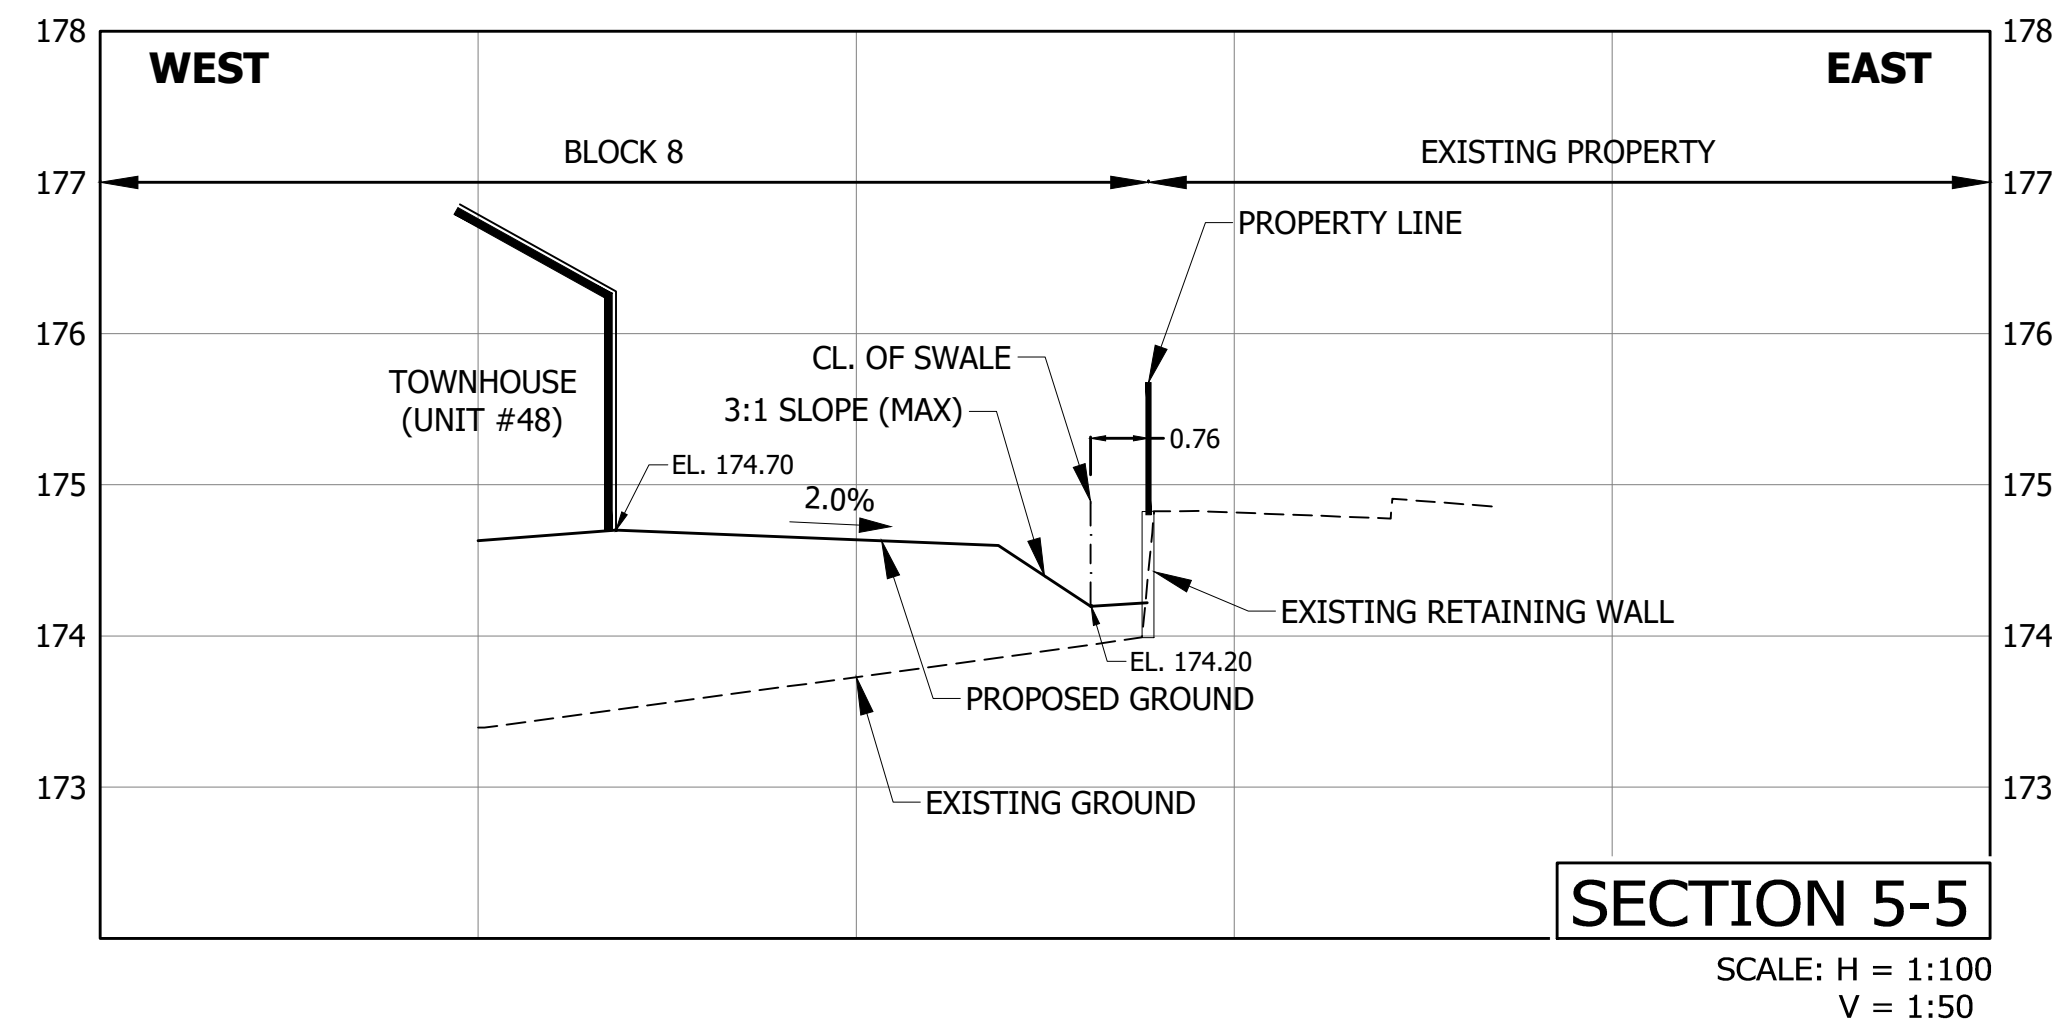 178
178
WEST
EAST
BLOCK 8
EXISTING PROPERTY
177
177
PROPERTY LINE
176
176
CL. OF SWALE
TOWNHOUSE
(UNIT #48)
3:1 SLOPE (MAX)
0.76
EL. 174.70
175
175
2.0%
EXISTING RETAINING WALL
174
174
EL. 174.20
PROPOSED GROUND
173
173
EXISTING GROUND
SECTION 5-5
SCALE: H = 1:100
V = 1:50